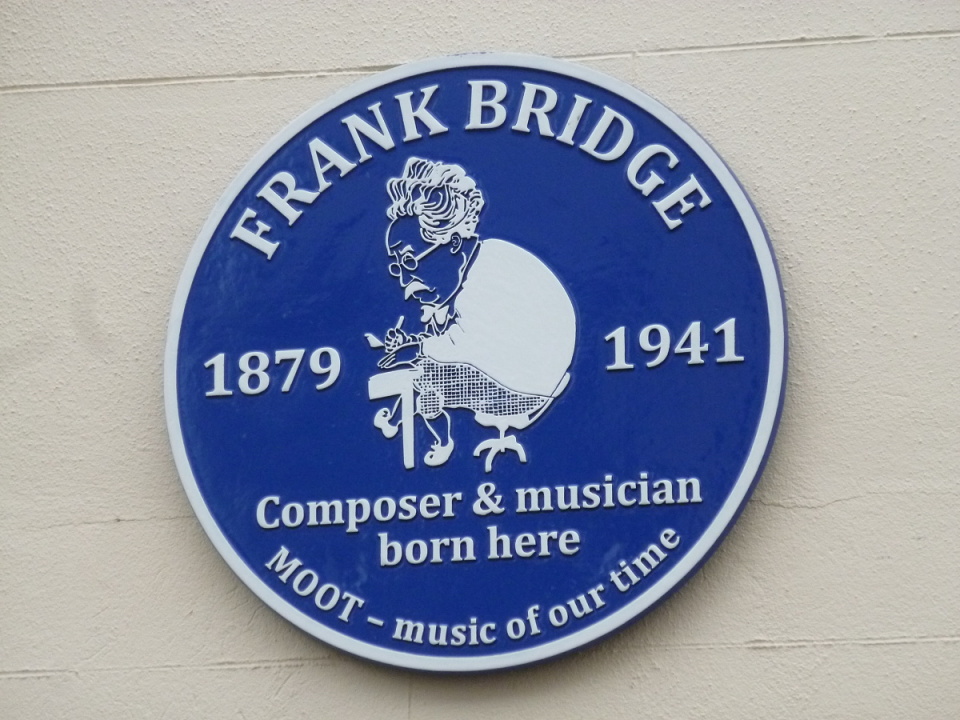 FRANK BRIDGE
1879
1941
Composer & musician
born here
MOOT – music of our time